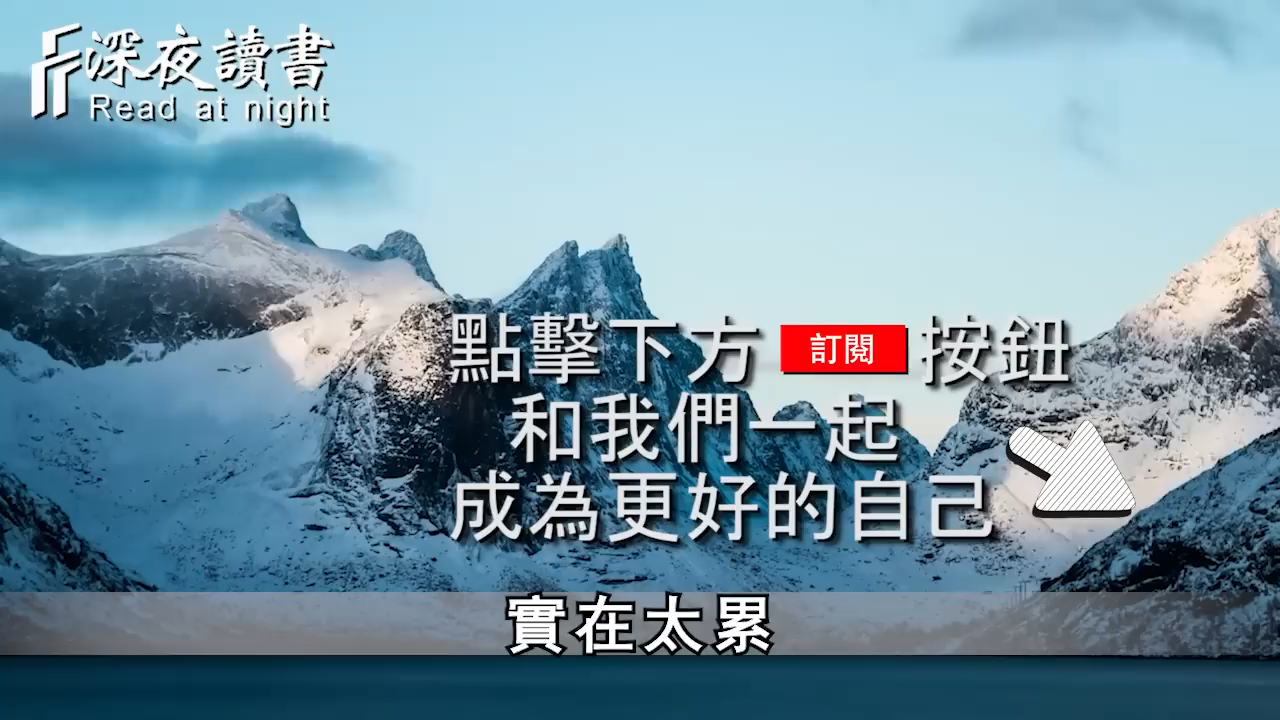 深夜讀書
Read at night
點擊下方 訂閱 按鈕
和我們一起
成為更好的自己
實在太累